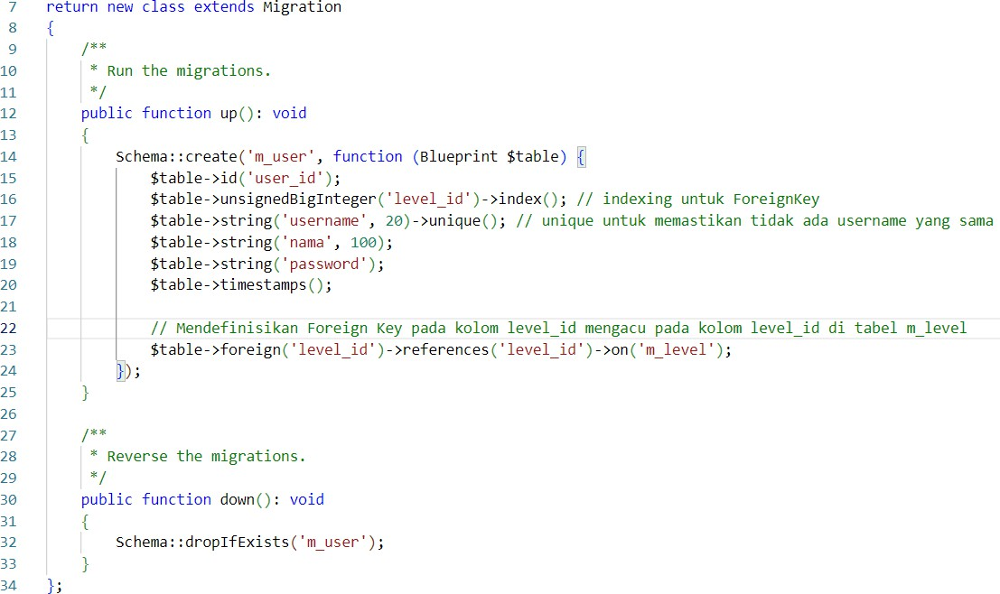 7 return new class extends Migration
8 {
9     /**
10      * Run the migrations.
11      */
12     public function up(): void
13     {
14         Schema::create('m_user', function (Blueprint $table) {
15             $table->id('user_id');
16             $table->unsignedBigInteger('level_id')->index(); // indexing untuk ForeignKey
17             $table->string('username', 20)->unique(); // unique untuk memastikan tidak ada username yang sama
18             $table->string('nama', 100);
19             $table->string('password');
20             $table->timestamps();
21
22             // Mendefinisikan Foreign Key pada kolom level_id mengacu pada kolom level_id di tabel m_level
23             $table->foreign('level_id')->references('level_id')->on('m_level');
24         });
25     }
26
27     /**
28      * Reverse the migrations.
29      */
30     public function down(): void
31     {
32         Schema::dropIfExists('m_user');
33     }
34 };